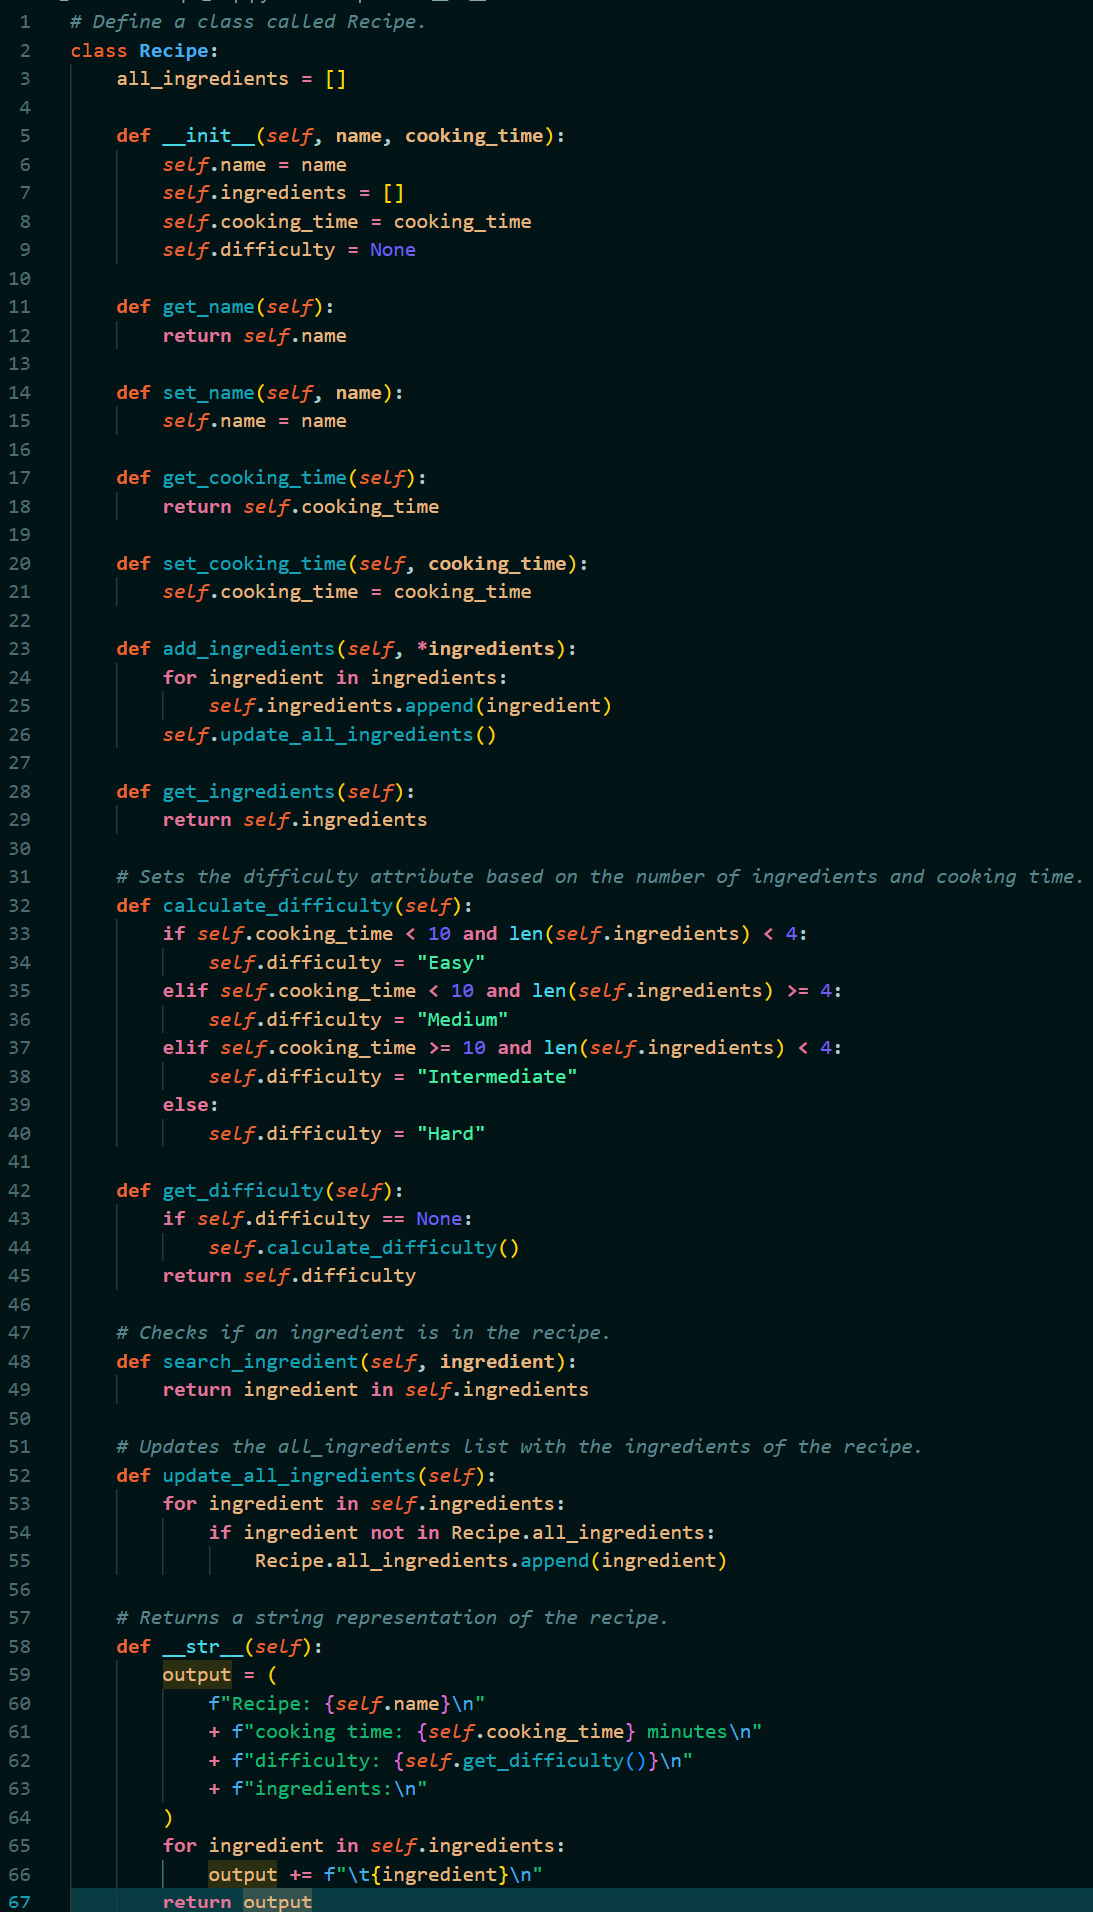 1 # Define a class called Recipe.
2 class Recipe:
3     all_ingredients = []
4
5     def __init__(self, name, cooking_time):
6         self.name = name
7         self.ingredients = []
8         self.cooking_time = cooking_time
9         self.difficulty = None
10
11     def get_name(self):
12         return self.name
13
14     def set_name(self, name):
15         self.name = name
16
17     def get_cooking_time(self):
18         return self.cooking_time
19
20     def set_cooking_time(self, cooking_time):
21         self.cooking_time = cooking_time
22
23     def add_ingredients(self, *ingredients):
24         for ingredient in ingredients:
25             self.ingredients.append(ingredient)
26         self.update_all_ingredients()
27
28     def get_ingredients(self):
29         return self.ingredients
30
31     # Sets the difficulty attribute based on the number of ingredients and cooking time.
32     def calculate_difficulty(self):
33         if self.cooking_time < 10 and len(self.ingredients) < 4:
34             self.difficulty = "Easy"
35         elif self.cooking_time < 10 and len(self.ingredients) >= 4:
36             self.difficulty = "Medium"
37         elif self.cooking_time >= 10 and len(self.ingredients) < 4:
38             self.difficulty = "Intermediate"
39         else:
40             self.difficulty = "Hard"
41
42     def get_difficulty(self):
43         if self.difficulty == None:
44             self.calculate_difficulty()
45         return self.difficulty
46
47     # Checks if an ingredient is in the recipe.
48     def search_ingredient(self, ingredient):
49         return ingredient in self.ingredients
50
51     # Updates the all_ingredients list with the ingredients of the recipe.
52     def update_all_ingredients(self):
53         for ingredient in self.ingredients:
54             if ingredient not in Recipe.all_ingredients:
55                 Recipe.all_ingredients.append(ingredient)
56
57     # Returns a string representation of the recipe.
58     def __str__(self):
59         output = (
60             f"Recipe: {self.name}\n"
61             + f"cooking time: {self.cooking_time} minutes\n"
62             + f"difficulty: {self.get_difficulty()}\n"
63             + f"ingredients:\n"
64         )
65         for ingredient in self.ingredients:
66             output += f"\t{ingredient}\n"
67         return output